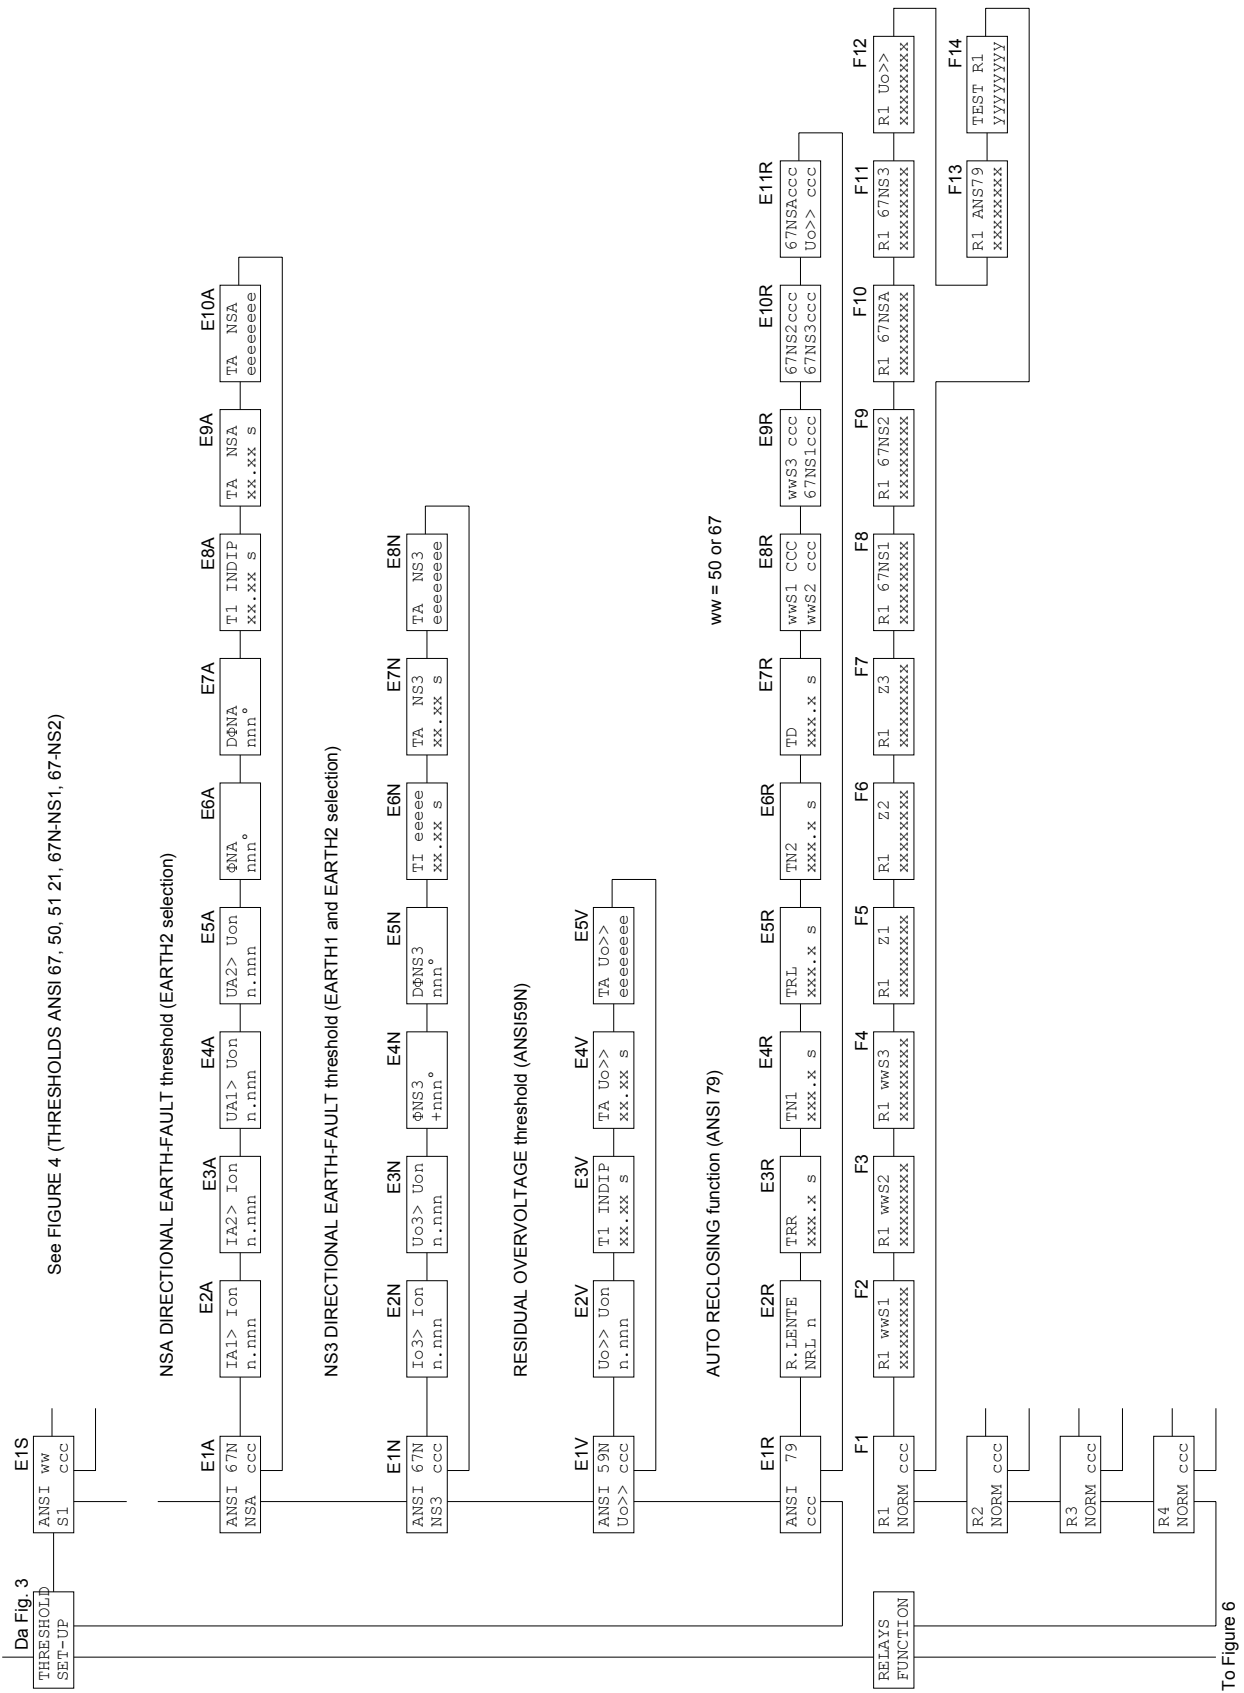 Da Fig. 3
THRESHOLD
SET-UP
E1S
ANSI ww
S1 ccc
See FIGURE 4 (THRESHOLDS ANSI 67, 50, 51 21, 67N-NS1, 67-NS2)
NSA DIRECTIONAL EARTH-FAULT threshold (EARTH2 selection)
E1A
ANSI 67N
NSA ccc
E2A
IA1> Ion
n.nnn
E3A
IA2> Ion
n.nnn
E4A
UA1> Uon
n.nnn
E5A
UA2> Uon
n.nnn
E6A
ΦNA
nnn°
E7A
DΦNA
nnn°
E8A
T1 INDIP
xx.xx s
E9A
TA NSA
xx.xx s
E10A
TA NSA
eeeeeeee
NS3 DIRECTIONAL EARTH-FAULT threshold (EARTH1 and EARTH2 selection)
E1N
ANSI 67N
NS3 ccc
E2N
Io3> Ion
n.nnn
E3N
Uo3> Uon
n.nnn
E4N
ΦNS3
+nnn°
E5N
DΦNS3
nnn°
E6N
TI eeeee
xx.xx s
E7N
TA NS3
xx.xx s
E8N
TA NS3
eeeeeeee
RESIDUAL OVERVOLTAGE threshold (ANSI59N)
E1V
ANSI 59N
Uo>> ccc
E2V
Uo>> Uon
n.nnn
E3V
T1 INDIP
xx.xx s
E4V
TA Uo>>
xx.xx s
E5V
TA Uo>>
eeeeeeee
AUTO RECLOSING function (ANSI 79)
ww = 50 or 67
E1R
ANSI 79
ccc
E2R
R.LENTE
NRL n
E3R
TRR
xxx.x s
E4R
TN1
xxx.x s
E5R
TRL
xxx.x s
E6R
TN2
xxx.x s
E7R
TD
xxx.x s
E8R
wwS1 CCC
wwS2 ccc
E9R
wwS3 ccc
67NS1ccc
E10R
67NS2ccc
67NS3ccc
E11R
67NSAccc
Uo>> ccc
RELAYS
FUNCTION
F1
R1
NORM ccc
F2
R1 wwS1
xxxxxxxx
F3
R1 wwS2
xxxxxxxx
F4
R1 wwS3
xxxxxxxx
F5
R1 Z1
xxxxxxxx
F6
R1 Z2
xxxxxxxx
F7
R1 Z3
xxxxxxxx
F8
R1 67NS1
xxxxxxxx
F9
R1 67NS2
xxxxxxxx
F10
R1 67NSA
xxxxxxxx
F11
R1 67NS3
xxxxxxxx
F12
R1 Uo>>
xxxxxxxx
F13
R1 ANS79
xxxxxxxx
F14
TEST R1
yyyyyyyy
R2
NORM ccc
R3
NORM ccc
R4
NORM ccc
To Figure 6